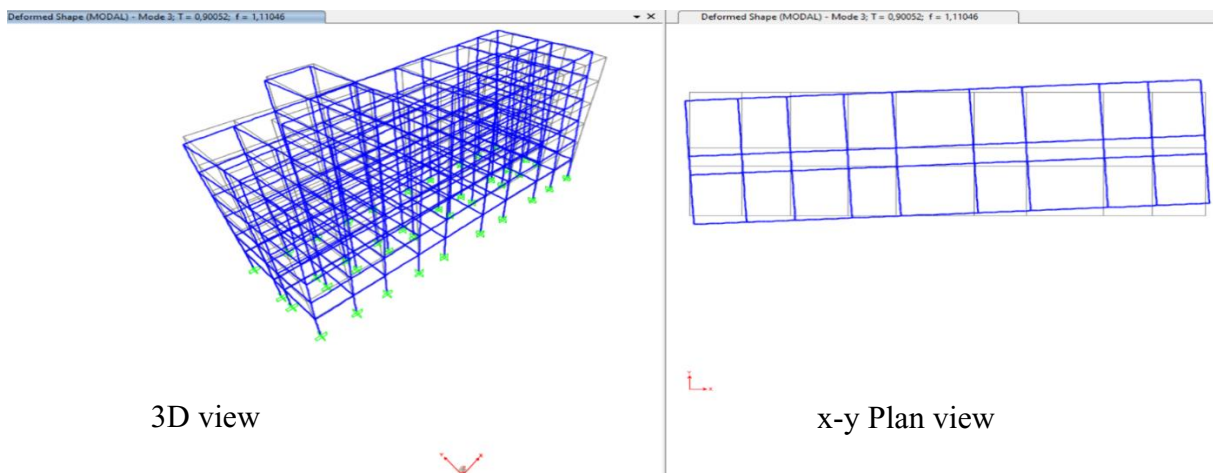 Deformed Shape (MODAL) - Mode 3; T = 0,90052; f = 1,11046
Deformed Shape (MODAL) - Mode 3; T = 0,90052; f = 1,11046
3D view
x-y Plan view